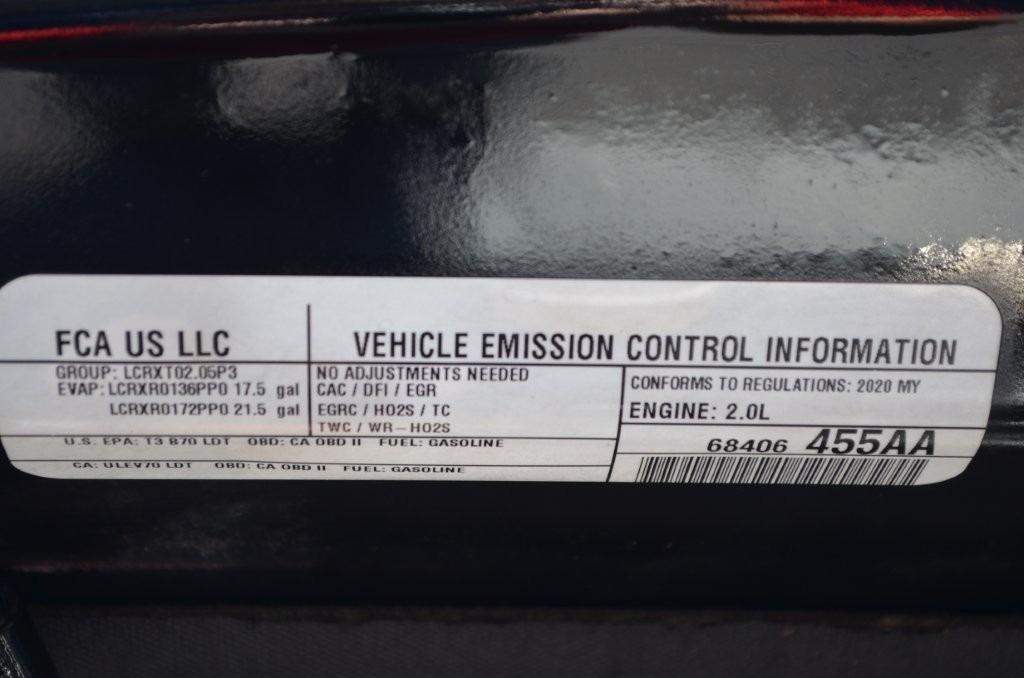 FCA US LLC
VEHICLE EMISSION CONTROL INFORMATION
GROUP: LCRXT02.05P3
EVAP: LCRXR0136PP0 17.5 gal
LCRXR0172PP0 21.5 gal
NO ADJUSTMENTS NEEDED
CAC / DFI / EGR
EGRC / HO2S / TC
TWC / WR-HO2S
CONFORMS TO REGULATIONS: 2020 MY
ENGINE: 2.0L
U.S. EPA: T3 B70 LDT OBD: CA OBD II FUEL: GASOLINE
CA: ULEV70 LDT OBD: CA OBD II FUEL: GASOLINE
68406 455AA